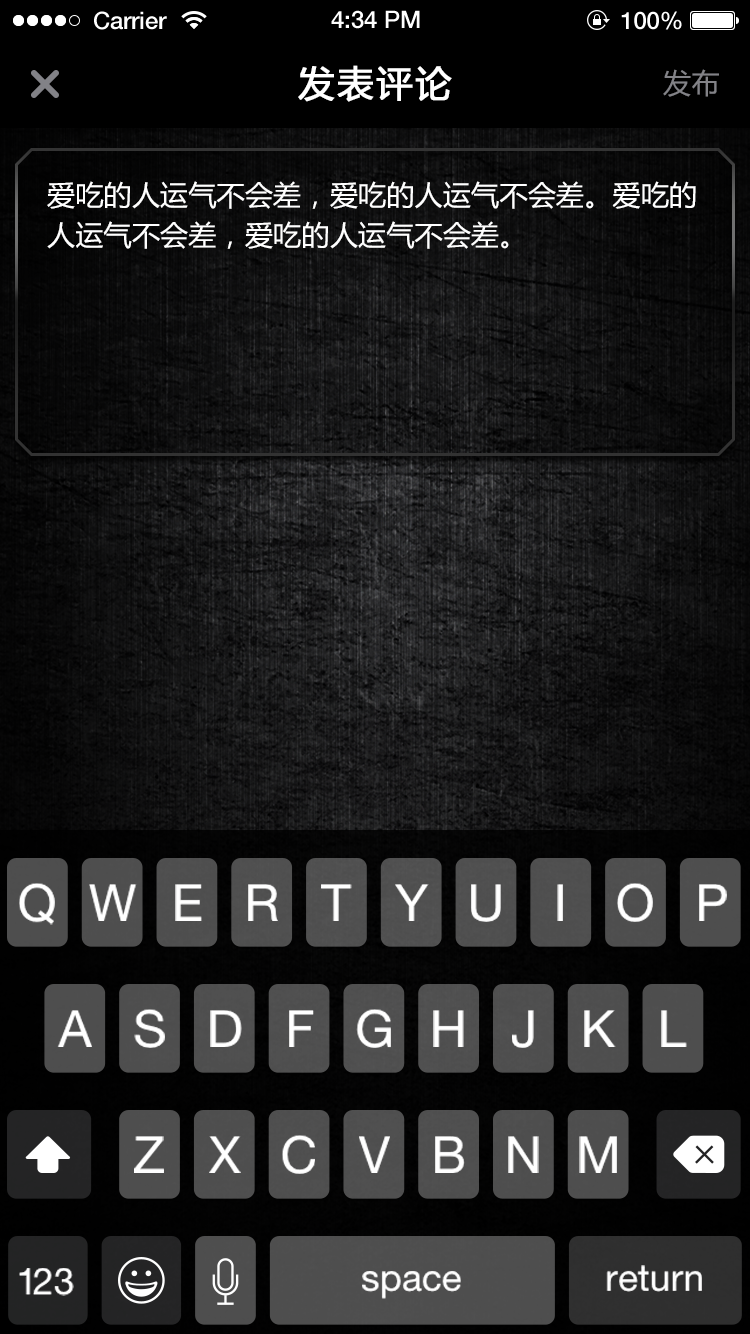 Carrier 4:34 PM 100%
发表评论 发布
爱吃的人运气不会差，爱吃的人运气不会差。爱吃的
人运气不会差，爱吃的人运气不会差。
Q W E R T Y U I O P
A S D F G H J K L
Z X C V B N M
123 space return